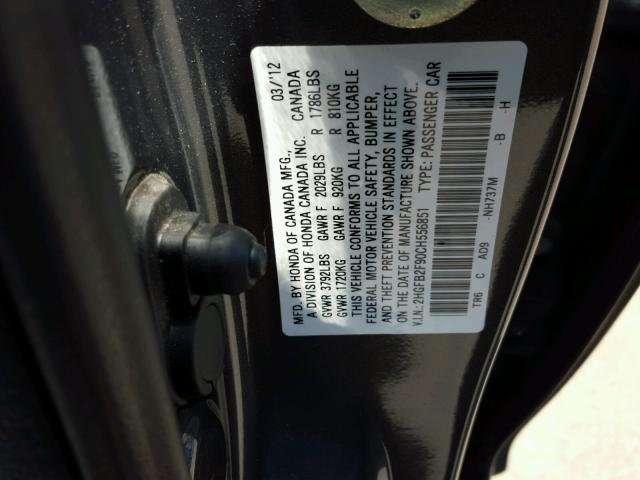 MFD. BY HONDA OF CANADA MFG., 03/'12
A DIVISION OF HONDA CANADA INC. CANADA
GVWR 3792LBS GAWR F 2029LBS R 1786LBS
GVWR 1720KG GAWR F 920KG R 810KG
THIS VEHICLE CONFORMS TO ALL APPLICABLE
FEDERAL MOTOR VEHICLE SAFETY, BUMPER,
AND THEFT PREVENTION STANDARDS IN EFFECT
ON THE DATE OF MANUFACTURE SHOWN ABOVE.
V.I.N.:2HGFB2F90CH556851 TYPE: PASSENGER CAR
TR6 C AD9 -NH737M -B -H